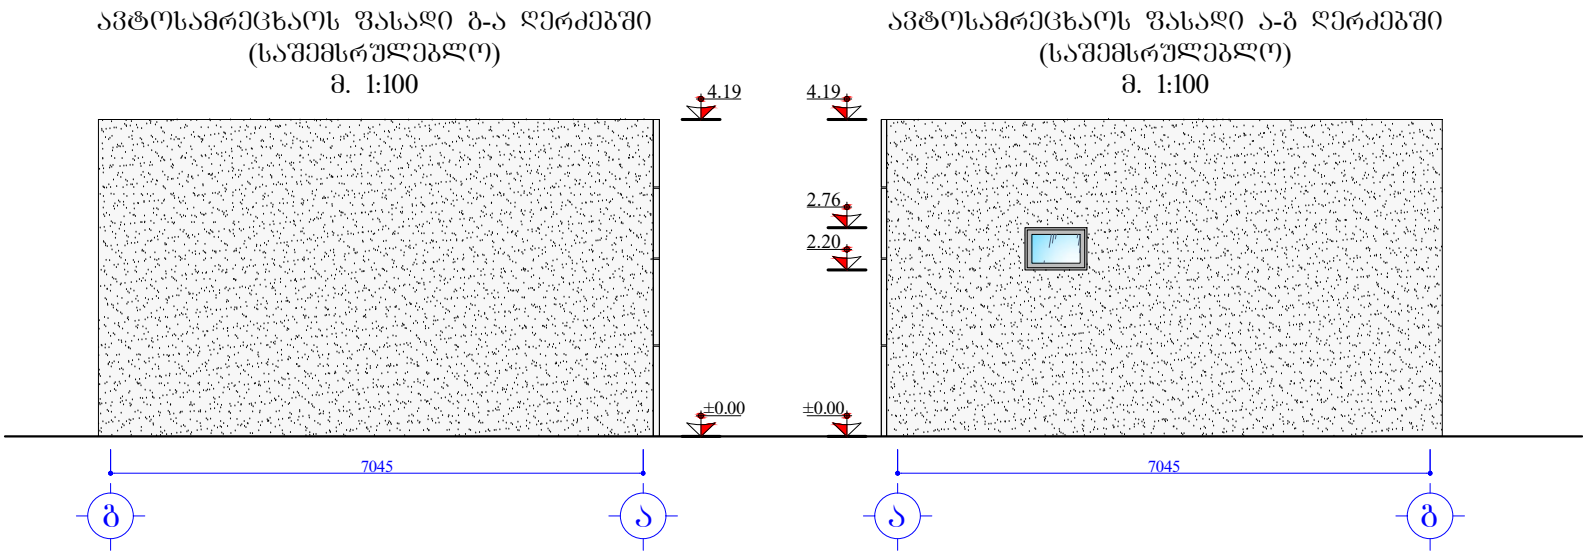 ავტოსამრეცხაოს ფასადი გ-ა ღერძებში
(საშემსრულებლო)
მ. 1:100
4.19
±0.00
7045
გ
ა
ავტოსამრეცხაოს ფასადი ა-გ ღერძებში
(საშემსრულებლო)
მ. 1:100
4.19
2.76
2.20
±0.00
7045
ა
გ